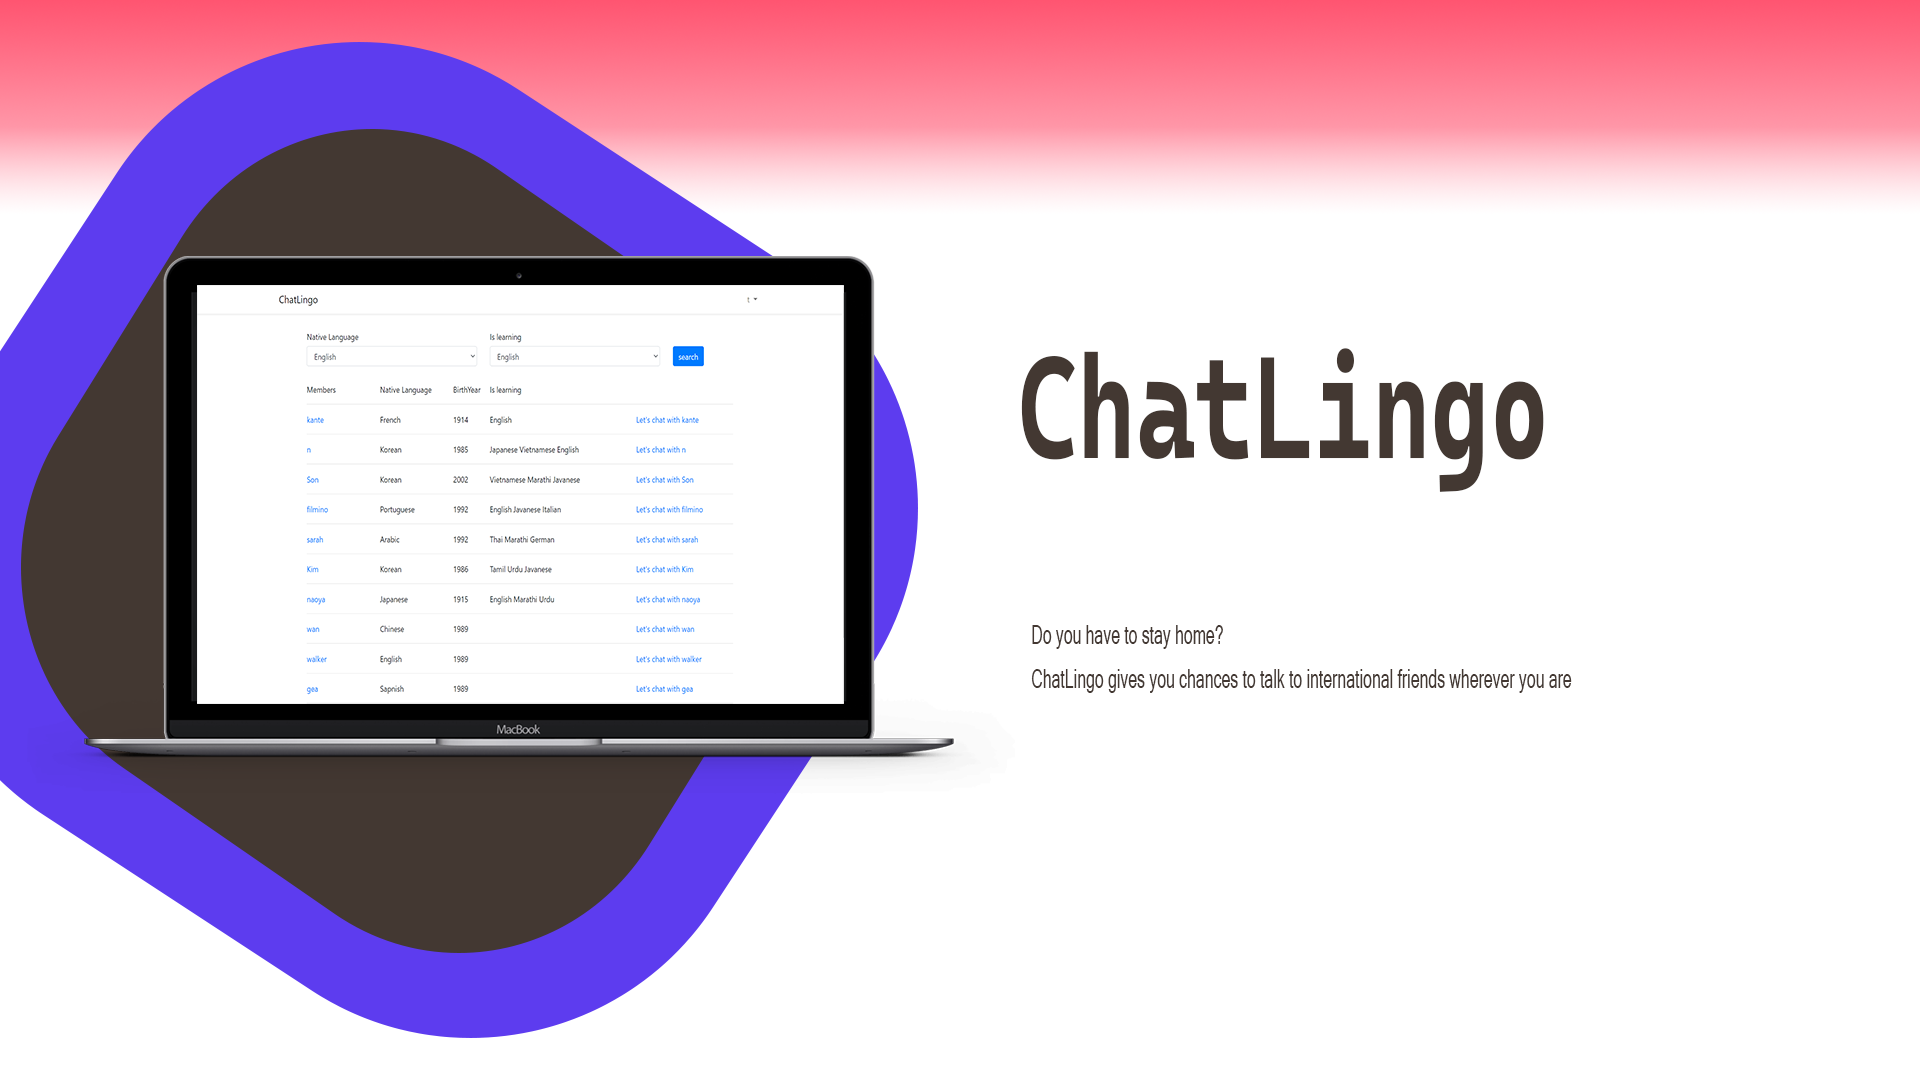 ChatLingo
t
Native Language Is learning
English English search
Members Native Language BirthYear Is learning
kante French 1914 English Let's chat with kante
n Korean 1985 Japanese Vietnamese English Let's chat with n
Son Korean 2002 Vietnamese Marathi Javanese Let's chat with Son
filmino Portuguese 1992 English Javanese Italian Let's chat with filmino
sarah Arabic 1992 Thai Marathi German Let's chat with sarah
Kim Korean 1986 Tamil Urdu Javanese Let's chat with Kim
naoya Japanese 1915 English Marathi Urdu Let's chat with naoya
wan Chinese 1989 Let's chat with wan
walker English 1989 Let's chat with walker
gea Sapnish 1989 Let's chat with gea
MacBook
ChatLingo
Do you have to stay home?
ChatLingo gives you chances to talk to international friends wherever you are